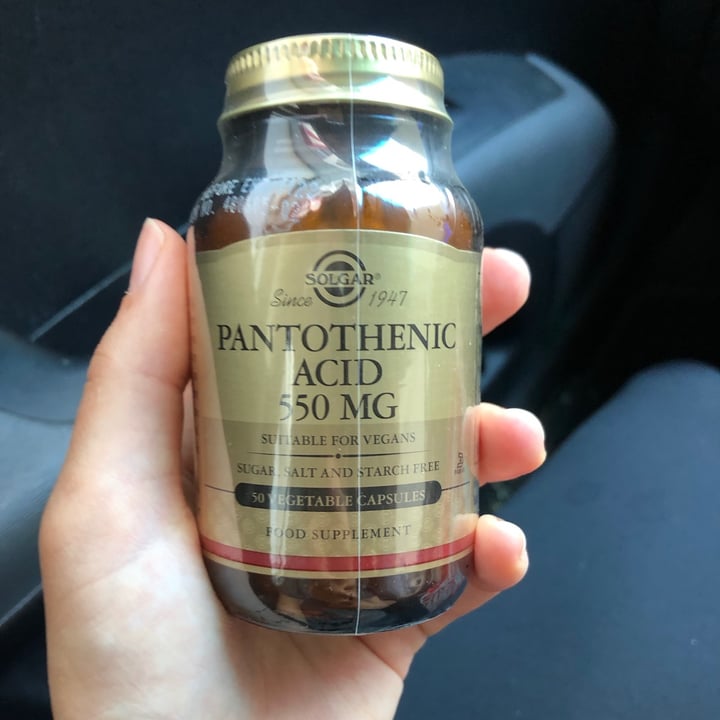 SOLGAR®
Since 1947
PANTOTHENIC
ACID
550 MG
SUITABLE FOR VEGANS
SUGAR, SALT AND STARCH FREE
50 VEGETABLE CAPSULES
FOOD SUPPLEMENT